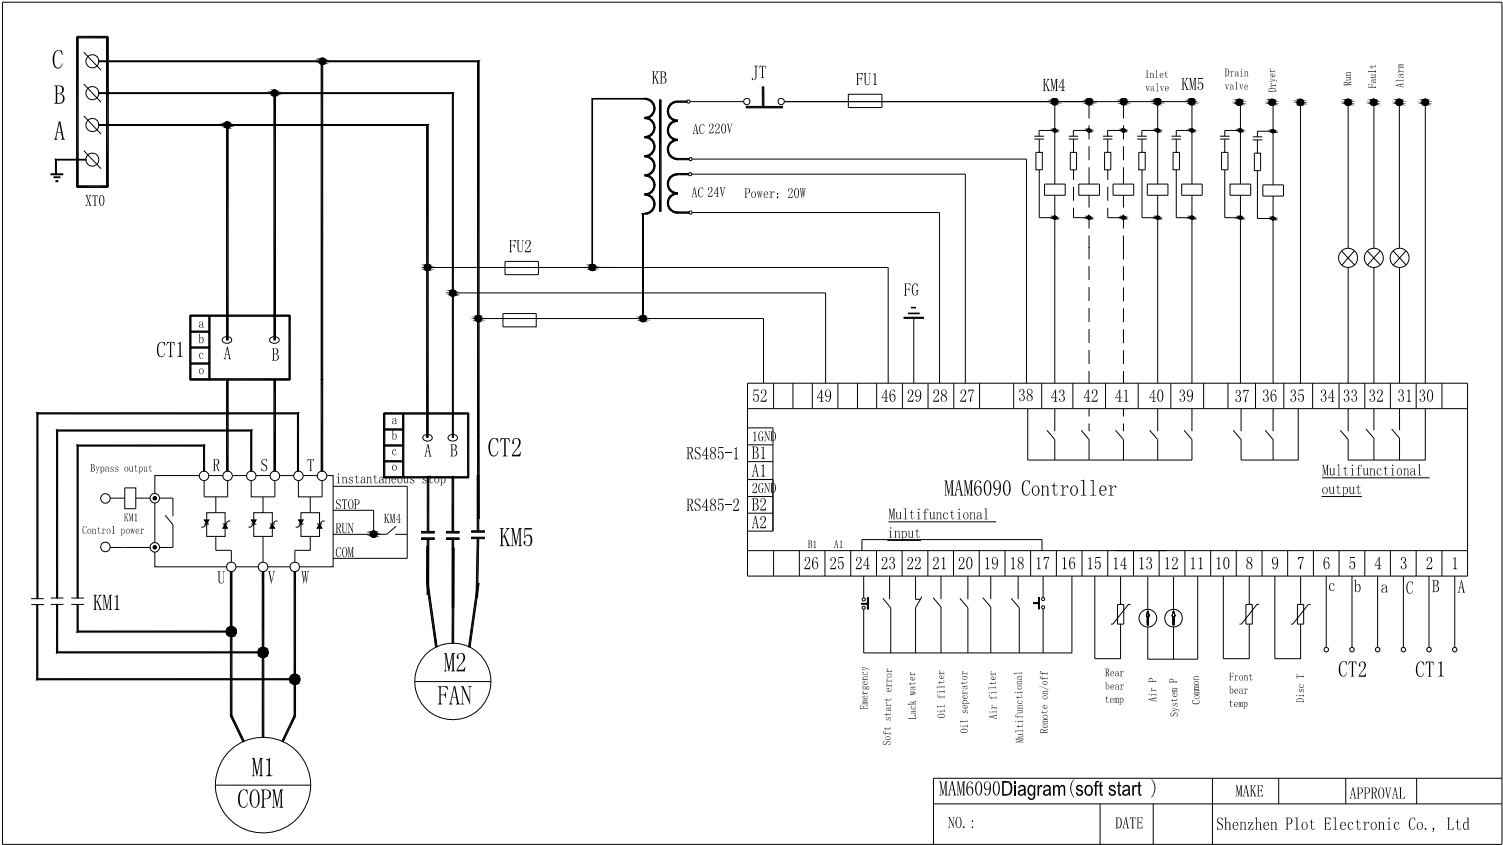 C
B
A
XTO
KB
JT
FU1
AC 220V
AC 24V Power: 20W
KM4
Inlet
valve
KM5
Drain
valve
Dryer
Run
Fault
Alarm
FU2
FG
CT1
a
b
c
o
A
B
CT2
a
b
c
o
A
B
KM5
R
S
T
Bypass output
KM1
Control power
instantaneous stop
STOP
RUN
COM
KM4
U
V
W
KM1
M1
COPM
M2
FAN
52 49 46 29 28 27 38 43 42 41 40 39 37 36 35 34 33 32 31 30
RS485-1
1GND
B1
A1
RS485-2
2GND
B2
A2
MAM6090 Controller
Multifunctional
output
Multifunctional
input
B1 A1
26 25 24 23 22 21 20 19 18 17 16 15 14 13 12 11 10 8 9 7 6 5 4 3 2 1
c b a C B A
CT2
CT1
Emergency
Soft start error
Lack water
Oil filter
Oil seperator
Air filter
Multifunctional
Remote on/off
Rear
bear
temp
Air P
System P
Common
Front
bear
temp
Disc T
MAM6090Diagram(soft start )
MAKE
APPROVAL
NO.:
DATE
Shenzhen Plot Electronic Co., Ltd